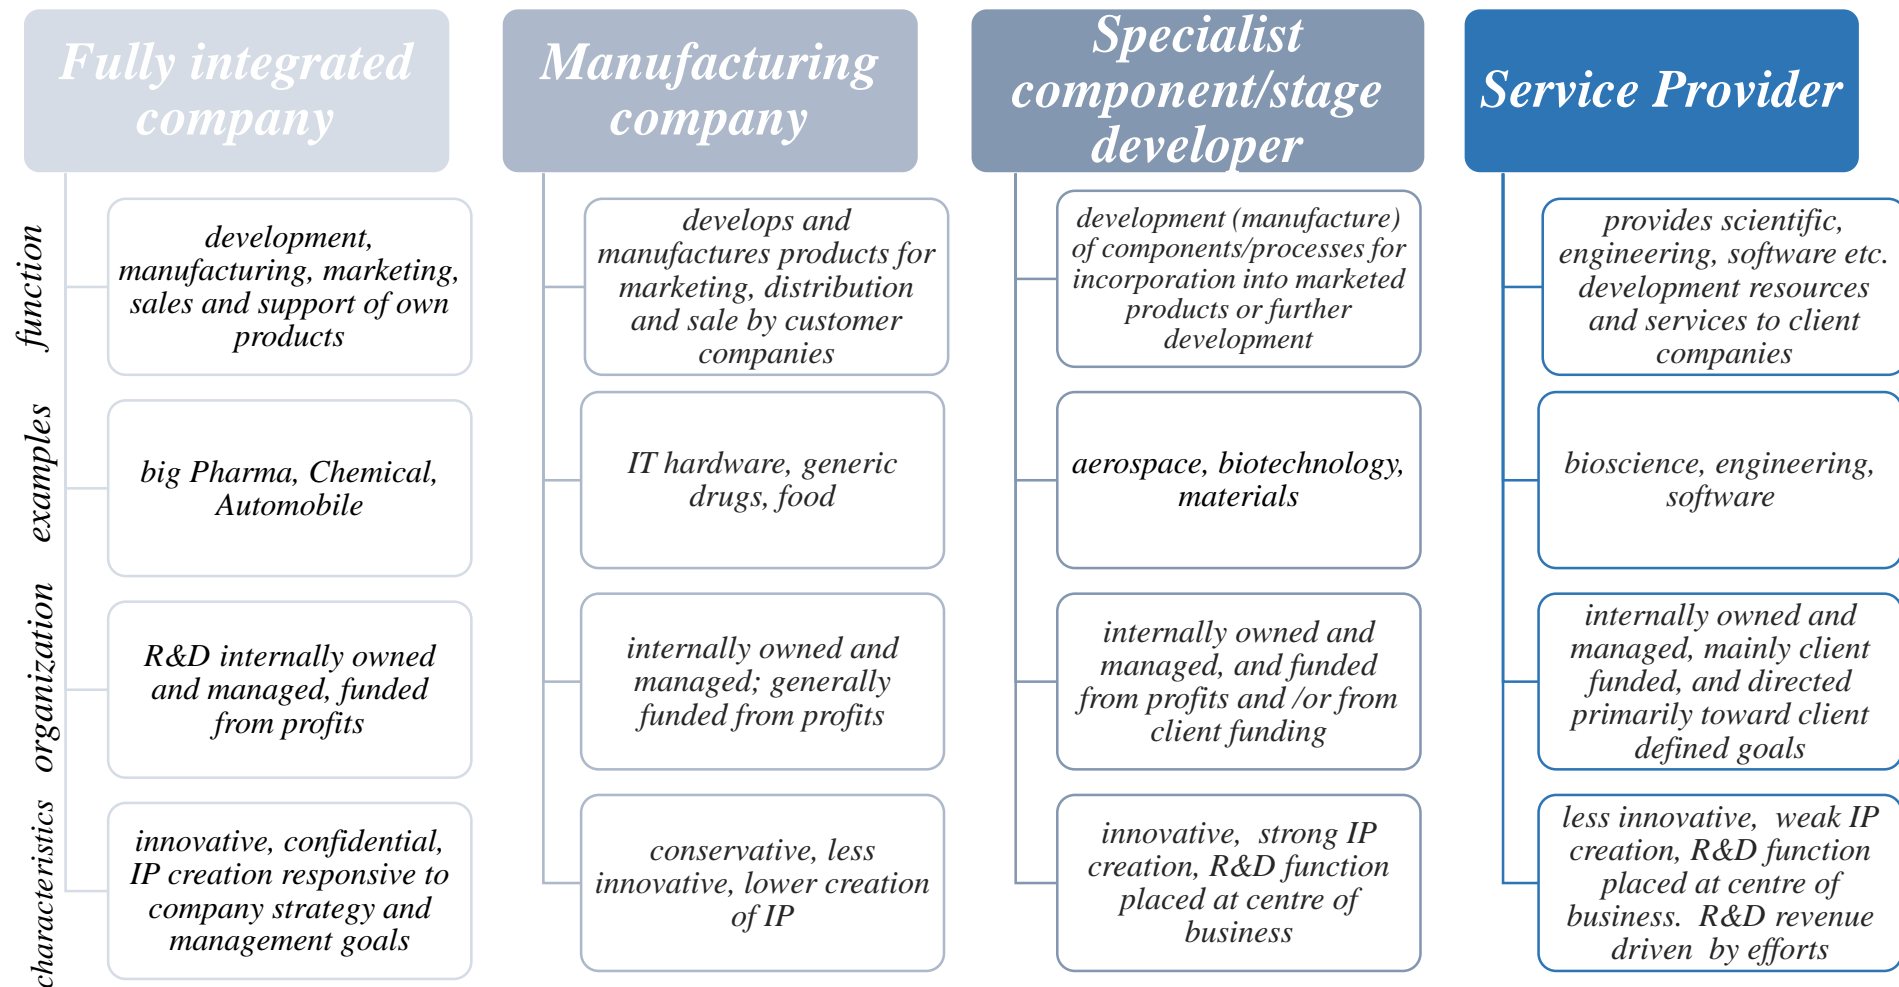 Fully integrated
company
Manufacturing
company
Specialist
component/stage
developer
Service Provider
function
development,
manufacturing, marketing,
sales and support of own
products
develops and
manufactures products for
marketing, distribution
and sale by customer
companies
development (manufacture)
of components/processes for
incorporation into marketed
products or further
development
provides scientific,
engineering, software etc.
development resources
and services to client
companies
examples
big Pharma, Chemical,
Automobile
IT hardware, generic
drugs, food
aerospace, biotechnology,
materials
bioscience, engineering,
software
organization
R&D internally owned
and managed, funded
from profits
internally owned and
managed; generally
funded from profits
internally owned and
managed, and funded
from profits and /or from
client funding
internally owned and
managed, mainly client
funded, and directed
primarily toward client
defined goals
characteristics
innovative, confidential,
IP creation responsive to
company strategy and
management goals
conservative, less
innovative, lower creation
of IP
innovative, strong IP
creation, R&D function
placed at centre of
business
less innovative, weak IP
creation, R&D function
placed at centre of
business. R&D revenue
driven by efforts